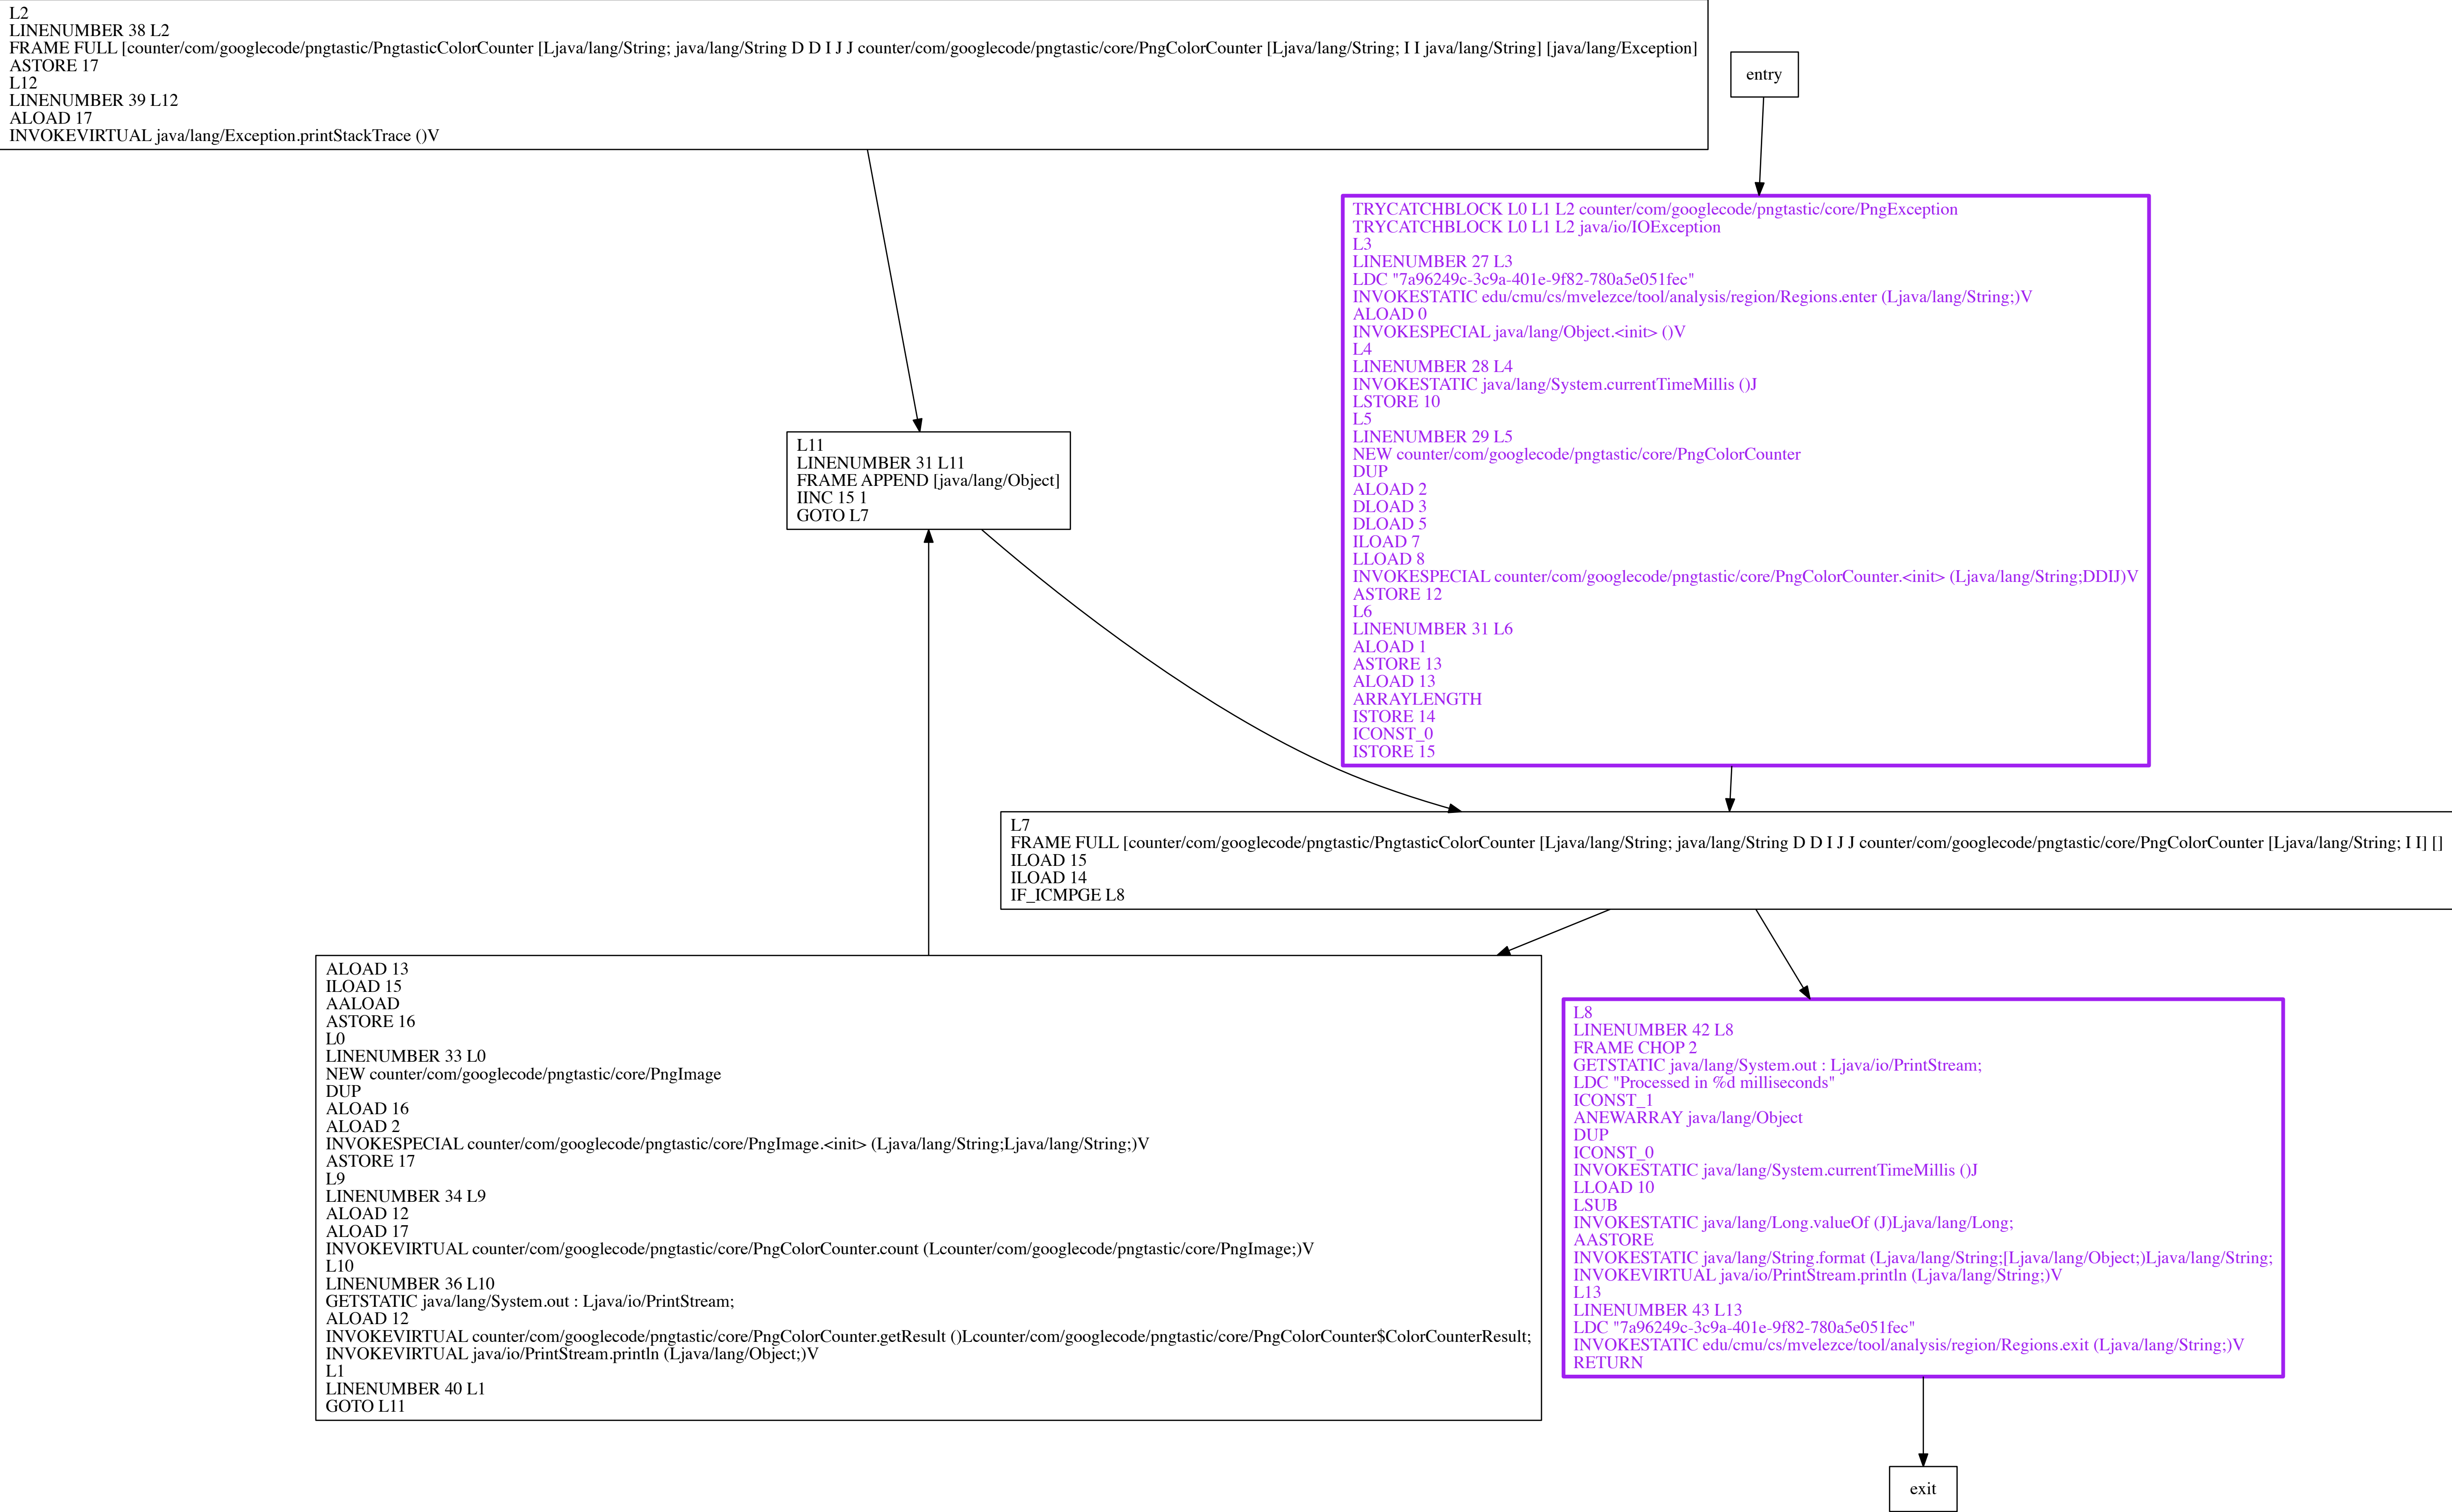 L2
LINENUMBER 38 L2
FRAME FULL [counter/com/googlecode/pngtastic/PngtasticColorCounter [Ljava/lang/String; java/lang/String D D I J J counter/com/googlecode/pngtastic/core/PngColorCounter [Ljava/lang/String; I I java/lang/String] [java/lang/Exception]
ASTORE 17
L12
LINENUMBER 39 L12
ALOAD 17
INVOKEVIRTUAL java/lang/Exception.printStackTrace ()V
entry
TRYCATCHBLOCK L0 L1 L2 counter/com/googlecode/pngtastic/core/PngException
TRYCATCHBLOCK L0 L1 L2 java/io/IOException
L3
LINENUMBER 27 L3
LDC "7a96249c-3c9a-401e-9f82-780a5e051fec"
INVOKESTATIC edu/cmu/cs/mvelezce/tool/analysis/region/Regions.enter (Ljava/lang/String;)V
ALOAD 0
INVOKESPECIAL java/lang/Object.<init> ()V
L4
LINENUMBER 28 L4
INVOKESTATIC java/lang/System.currentTimeMillis ()J
LSTORE 10
L5
LINENUMBER 29 L5
NEW counter/com/googlecode/pngtastic/core/PngColorCounter
DUP
ALOAD 2
DLOAD 3
DLOAD 5
ILOAD 7
LLOAD 8
INVOKESPECIAL counter/com/googlecode/pngtastic/core/PngColorCounter.<init> (Ljava/lang/String;DDIJ)V
ASTORE 12
L6
LINENUMBER 31 L6
ALOAD 1
ASTORE 13
ALOAD 13
ARRAYLENGTH
ISTORE 14
ICONST_0
ISTORE 15
L11
LINENUMBER 31 L11
FRAME APPEND [java/lang/Object]
IINC 15 1
GOTO L7
L7
FRAME FULL [counter/com/googlecode/pngtastic/PngtasticColorCounter [Ljava/lang/String; java/lang/String D D I J J counter/com/googlecode/pngtastic/core/PngColorCounter [Ljava/lang/String; I I] []
ILOAD 15
ILOAD 14
IF_ICMPGE L8
ALOAD 13
ILOAD 15
AALOAD
ASTORE 16
L0
LINENUMBER 33 L0
NEW counter/com/googlecode/pngtastic/core/PngImage
DUP
ALOAD 16
ALOAD 2
INVOKESPECIAL counter/com/googlecode/pngtastic/core/PngImage.<init> (Ljava/lang/String;Ljava/lang/String;)V
ASTORE 17
L9
LINENUMBER 34 L9
ALOAD 12
ALOAD 17
INVOKEVIRTUAL counter/com/googlecode/pngtastic/core/PngColorCounter.count (Lcounter/com/googlecode/pngtastic/core/PngImage;)V
L10
LINENUMBER 36 L10
GETSTATIC java/lang/System.out : Ljava/io/PrintStream;
ALOAD 12
INVOKEVIRTUAL counter/com/googlecode/pngtastic/core/PngColorCounter.getResult ()Lcounter/com/googlecode/pngtastic/core/PngColorCounter$ColorCounterResult;
INVOKEVIRTUAL java/io/PrintStream.println (Ljava/lang/Object;)V
L1
LINENUMBER 40 L1
GOTO L11
L8
LINENUMBER 42 L8
FRAME CHOP 2
GETSTATIC java/lang/System.out : Ljava/io/PrintStream;
LDC "Processed in %d milliseconds"
ICONST_1
ANEWARRAY java/lang/Object
DUP
ICONST_0
INVOKESTATIC java/lang/System.currentTimeMillis ()J
LLOAD 10
LSUB
INVOKESTATIC java/lang/Long.valueOf (J)Ljava/lang/Long;
AASTORE
INVOKESTATIC java/lang/String.format (Ljava/lang/String;[Ljava/lang/Object;)Ljava/lang/String;
INVOKEVIRTUAL java/io/PrintStream.println (Ljava/lang/String;)V
L13
LINENUMBER 43 L13
LDC "7a96249c-3c9a-401e-9f82-780a5e051fec"
INVOKESTATIC edu/cmu/cs/mvelezce/tool/analysis/region/Regions.exit (Ljava/lang/String;)V
RETURN
exit